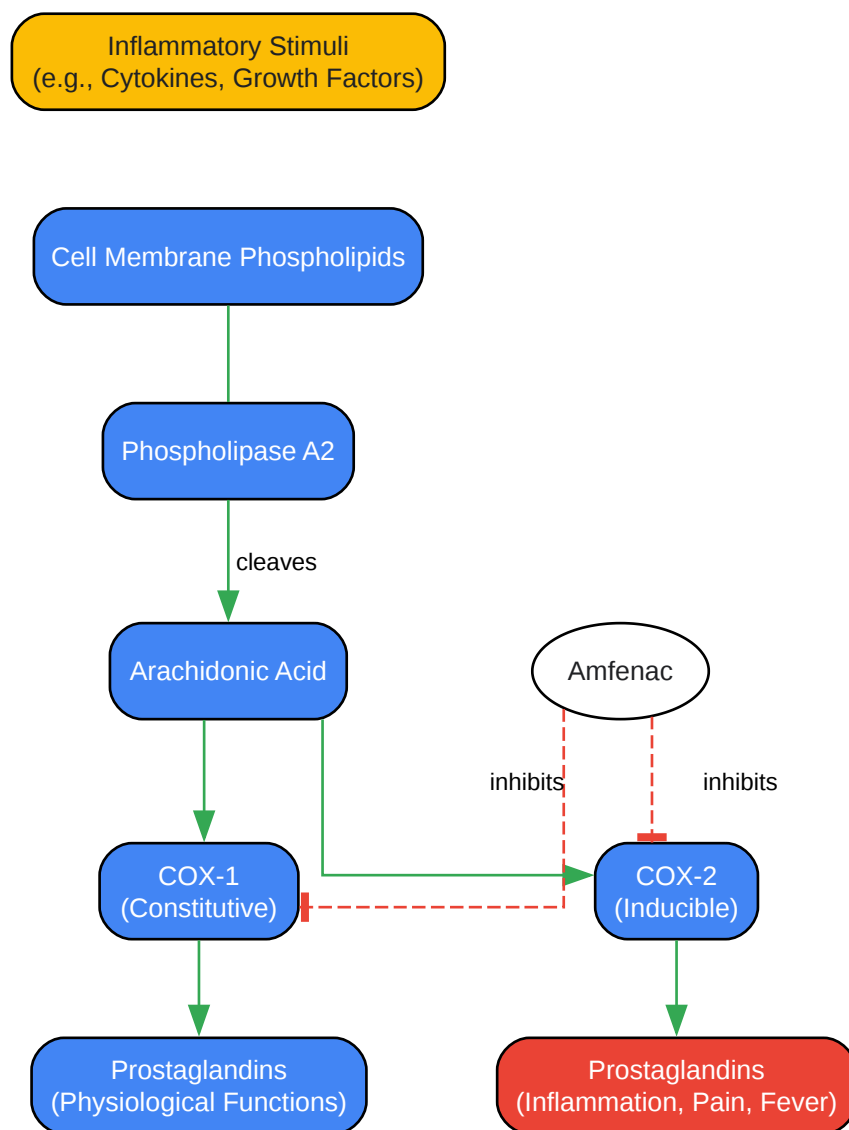 Inflammatory Stimuli
(e.g., Cytokines, Growth Factors)
Cell Membrane Phospholipids
Phospholipase A2
cleaves
Arachidonic Acid
Amfenac
inhibits
inhibits
COX-1
(Constitutive)
COX-2
(Inducible)
Prostaglandins
(Physiological Functions)
Prostaglandins
(Inflammation, Pain, Fever)